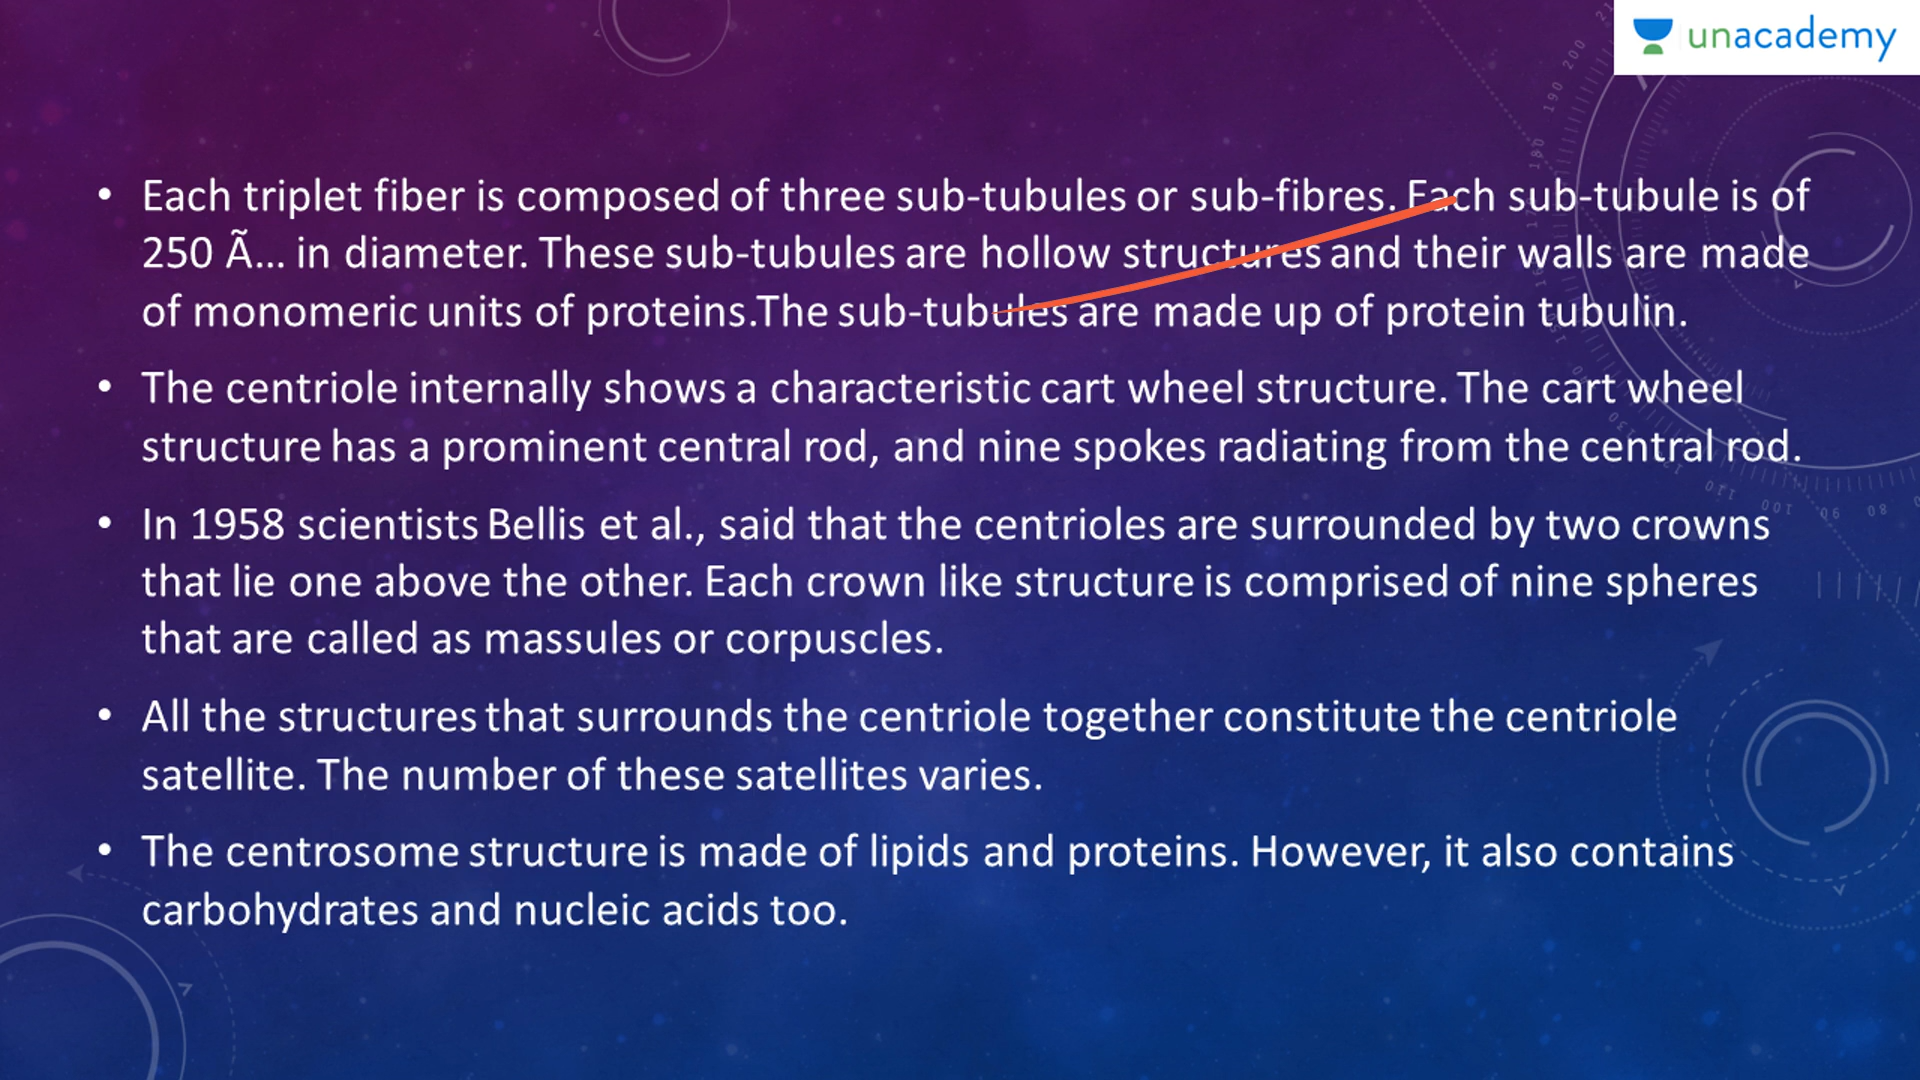 unacademy
• Each triplet fiber is composed of three sub-tubules or sub-fibres. Each sub-tubule is of
250 Ã… in diameter. These sub-tubules are hollow structures and their walls are made
of monomeric units of proteins.The sub-tubules are made up of protein tubulin.
• The centriole internally shows a characteristic cart wheel structure. The cart wheel
structure has a prominent central rod, and nine spokes radiating from the central rod.
• In 1958 scientists Bellis et al., said that the centrioles are surrounded by two crowns
that lie one above the other. Each crown like structure is comprised of nine spheres
that are called as massules or corpuscles.
• All the structures that surrounds the centriole together constitute the centriole
satellite. The number of these satellites varies.
• The centrosome structure is made of lipids and proteins. However, it also contains
carbohydrates and nucleic acids too.